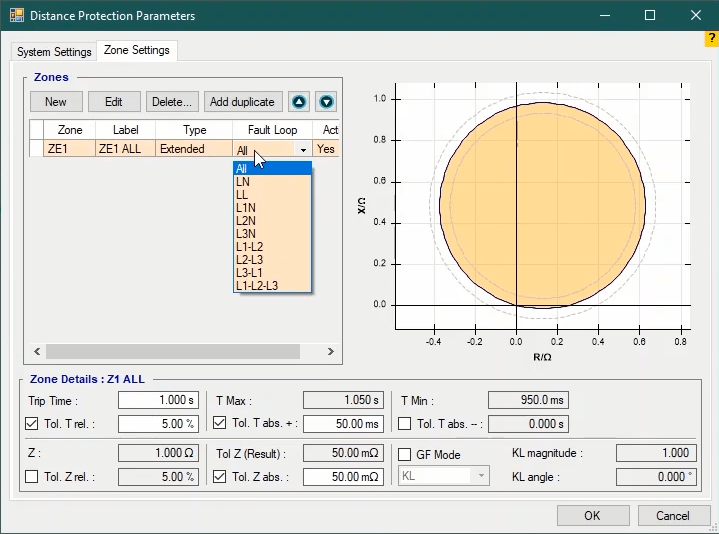 Distance Protection Parameters
?
System Settings Zone Settings
Zones
New Edit Delete... Add duplicate
Zone Label Type Fault Loop Act
ZE1 ZE1 ALL Extended All Yes
All
LN
LL
L1N
L2N
L3N
L1-L2
L2-L3
L3-L1
L1-L2-L3
X/Ω
1.0
0.8
0.6
0.4
0.2
0.0
-0.4 -0.2 0.0 0.2 0.4 0.6 0.8
R/Ω
Zone Details : Z1 ALL
Trip Time : 1.000 s T Max : 1.050 s T Min : 950.0 ms
Tol. T rel. : 5.00 % Tol. T abs. + : 50.00 ms Tol. T abs. -- : 0.000 s
Z : 1.000 Ω Tol Z (Result) : 50.00 mΩ GF Mode KL magnitude : 1.000
Tol. Z rel. : 5.00 % Tol. Z abs. : 50.00 mΩ KL KL angle : 0.000 °
OK Cancel